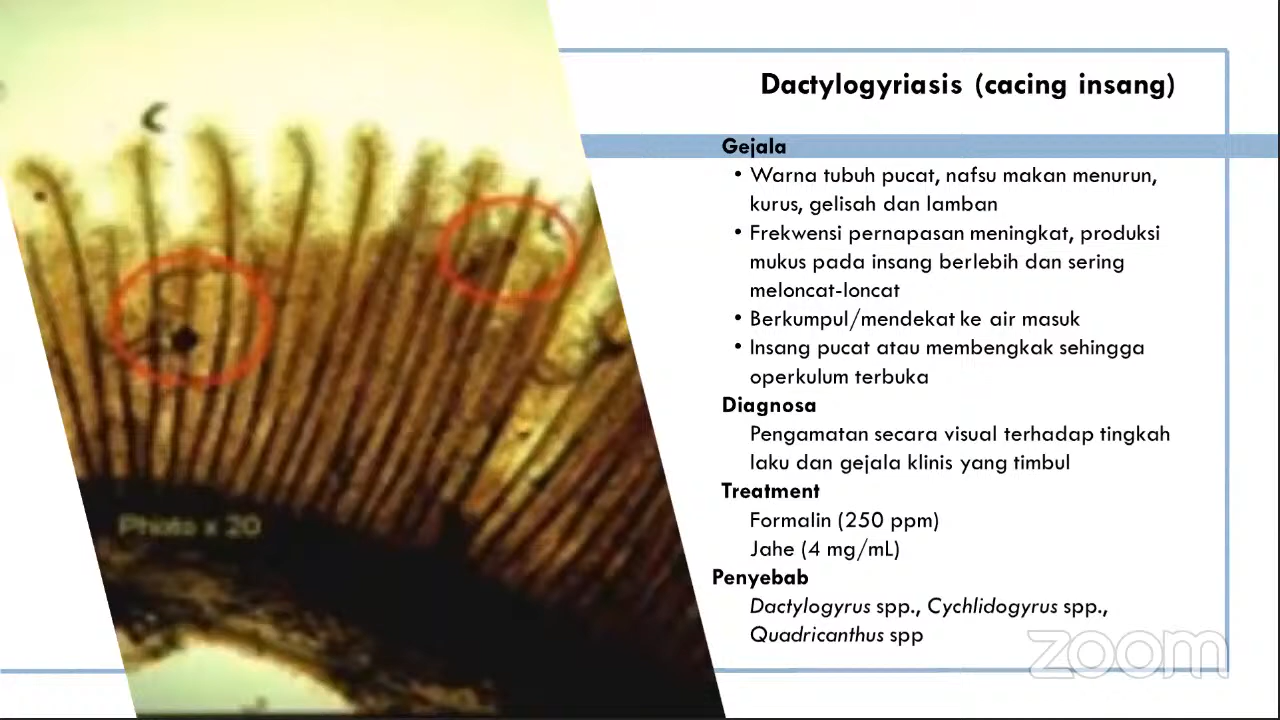 Dactylogyriasis (cacing insang)
Gejala
• Warna tubuh pucat, nafsu makan menurun,
kurus, gelisah dan lamban
• Frekwensi pernapasan meningkat, produksi
mukus pada insang berlebih dan sering
meloncat-loncat
• Berkumpul/mendekat ke air masuk
• Insang pucat atau membengkak sehingga
operkulum terbuka
Diagnosa
Pengamatan secara visual terhadap tingkah
laku dan gejala klinis yang timbul
Treatment
Formalin (250 ppm)
Jahe (4 mg/mL)
Penyebab
Dactylogyrus spp., Cychlidogyrus spp.,
Quadricanthus spp
C
x 20
zoom